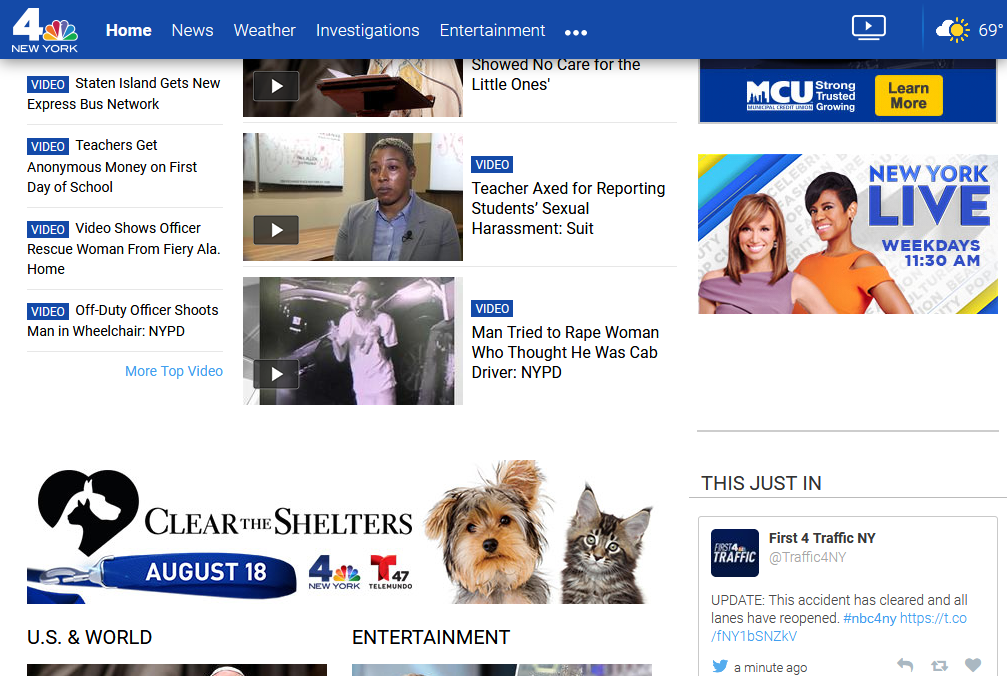 4
NEW YORK
Home News Weather Investigations Entertainment ••• 69°
VIDEO Staten Island Gets New
Express Bus Network
VIDEO Teachers Get
Anonymous Money on First
Day of School
VIDEO Video Shows Officer
Rescue Woman From Fiery Ala.
Home
VIDEO Off-Duty Officer Shoots
Man in Wheelchair: NYPD
More Top Video
Showed No Care for the
Little Ones'
VIDEO
Teacher Axed for Reporting
Students’ Sexual
Harassment: Suit
VIDEO
Man Tried to Rape Woman
Who Thought He Was Cab
Driver: NYPD
MCU
MUNICIPAL CREDIT UNION
Strong
Trusted
Growing
Learn
More
NEW YORK
LIVE
WEEKDAYS
11:30 AM
CLEAR THE SHELTERS
AUGUST 18
4
NEW YORK
T 47
TELEMUNDO
THIS JUST IN
FIRST 4
TRAFFIC
First 4 Traffic NY
@Traffic4NY
UPDATE: This accident has cleared and all
lanes have reopened. #nbc4ny https://t.co
/fNY1bSNZkV
a minute ago
U.S. & WORLD
ENTERTAINMENT